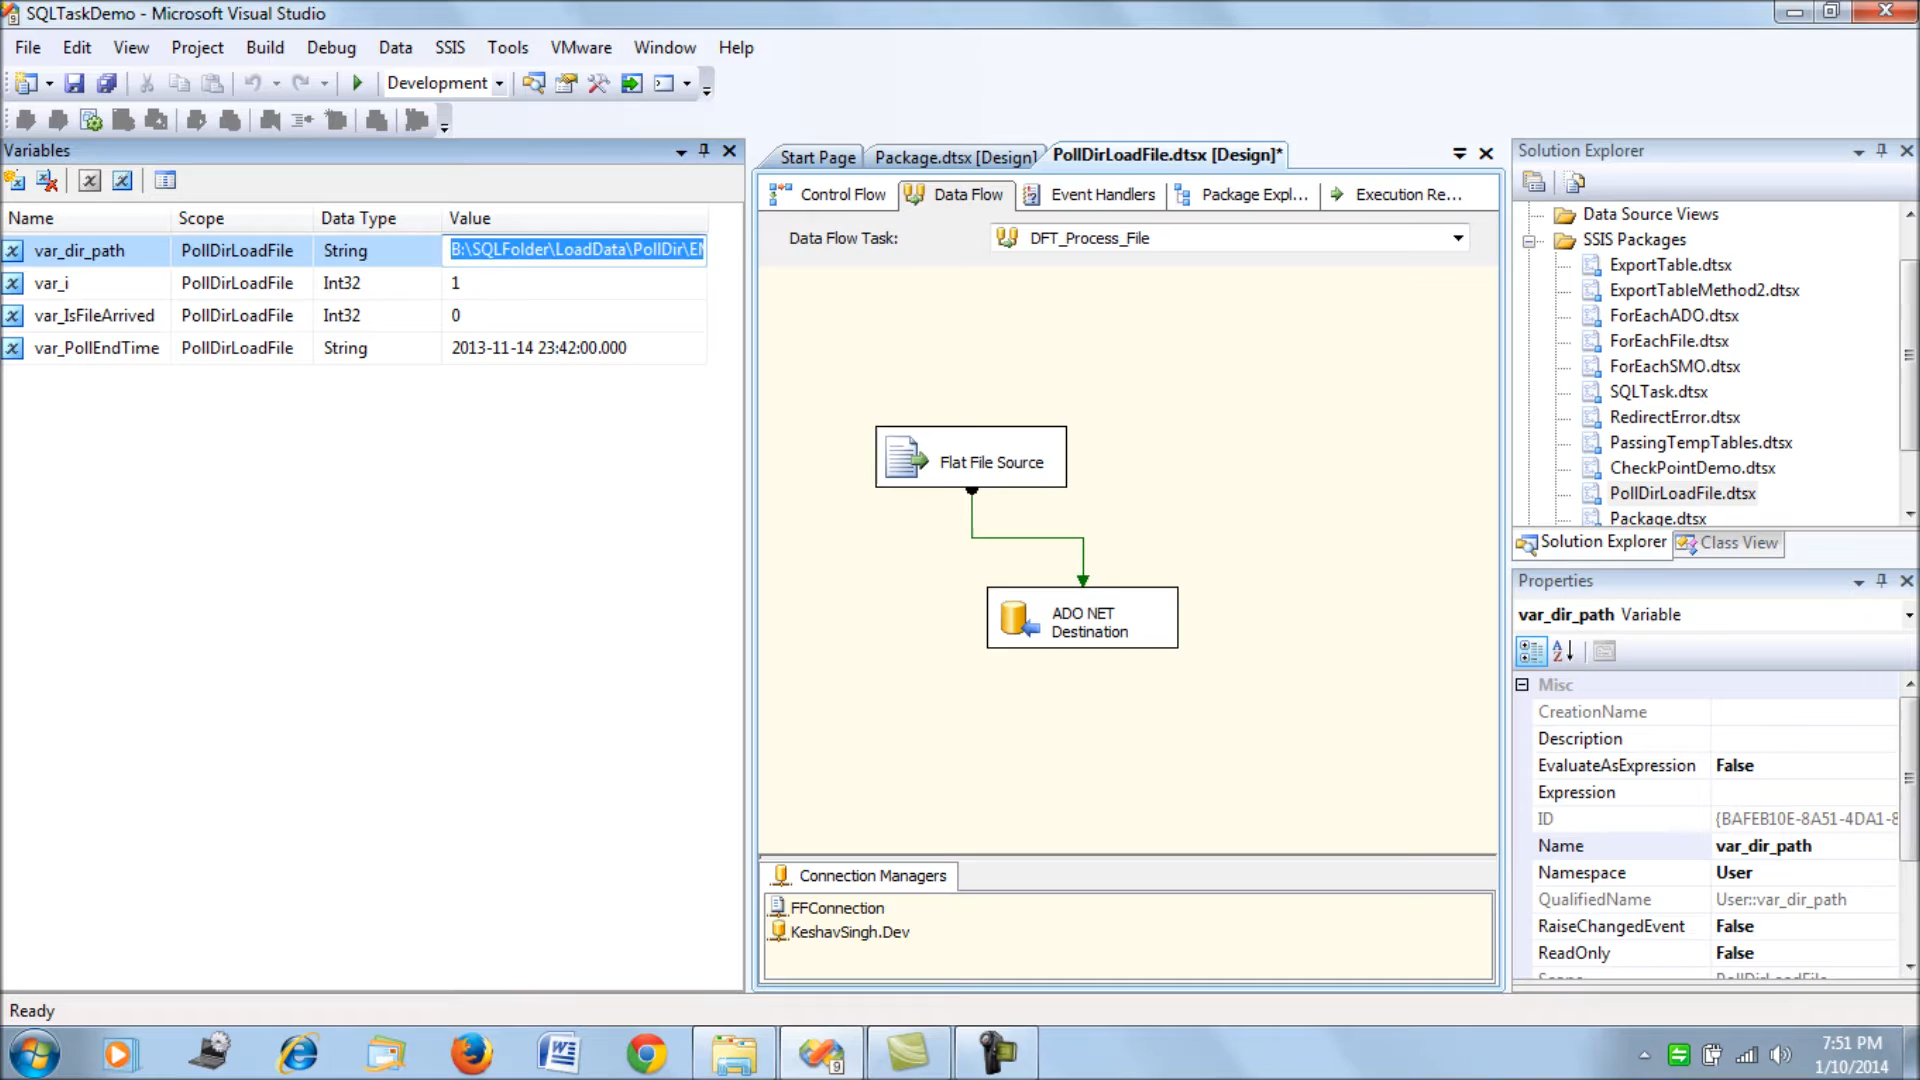 SQLTaskDemo - Microsoft Visual Studio
File Edit View Project Build Debug Data SSIS Tools VMware Window Help
Development
Variables
Name Scope Data Type Value
var_dir_path PollDirLoadFile String B:\SQLFolder\LoadData\PollDir\EM
var_i PollDirLoadFile Int32 1
var_IsFileArrived PollDirLoadFile Int32 0
var_PollEndTime PollDirLoadFile String 2013-11-14 23:42:00.000
Start Page Package.dtsx [Design] PollDirLoadFile.dtsx [Design]*
Control Flow Data Flow Event Handlers Package Expl... Execution Re...
Data Flow Task: DFT_Process_File
Flat File Source
ADO NET
Destination
Connection Managers
FFConnection
KeshavSingh.Dev
Solution Explorer
Data Source Views
SSIS Packages
ExportTable.dtsx
ExportTableMethod2.dtsx
ForEachADO.dtsx
ForEachFile.dtsx
ForEachSMO.dtsx
SQLTask.dtsx
RedirectError.dtsx
PassingTempTables.dtsx
CheckPointDemo.dtsx
PollDirLoadFile.dtsx
Package.dtsx
Solution Explorer Class View
Properties
var_dir_path Variable
Misc
CreationName
Description
EvaluateAsExpression False
Expression
ID {BAFEB10E-8A51-4DA1-8
Name var_dir_path
Namespace User
QualifiedName User::var_dir_path
RaiseChangedEvent False
ReadOnly False
Scope PollDirLoadFile
Ready
7:51 PM
1/10/2014